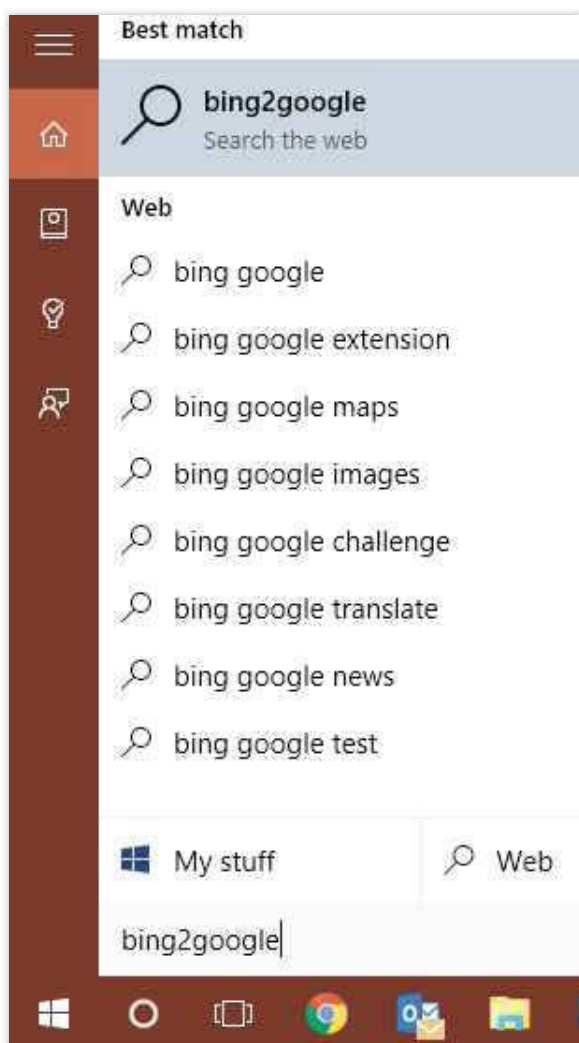 Best match
bing2google
Search the web
Web
bing google
bing google extension
bing google maps
bing google images
bing google challenge
bing google translate
bing google news
bing google test
My stuff
Web
bing2google